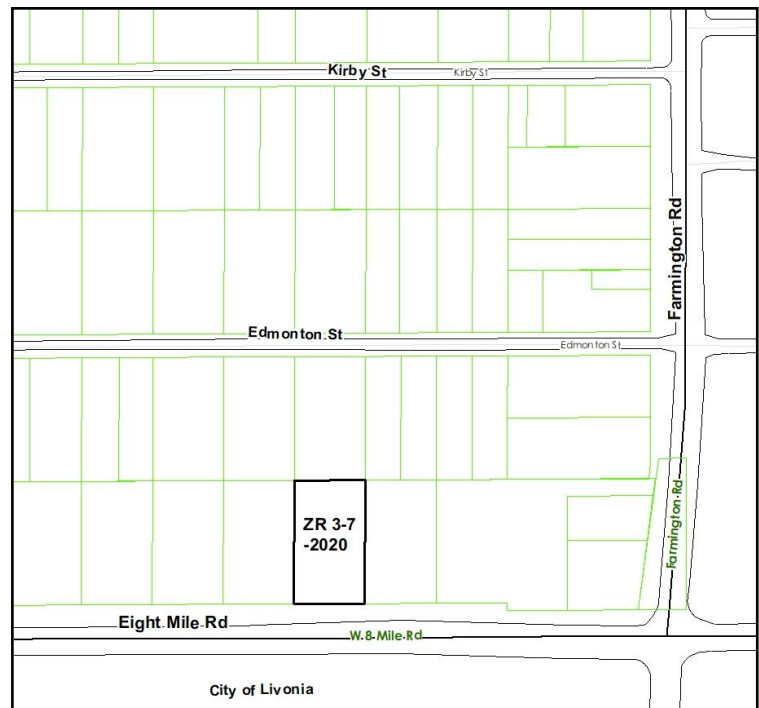 Kirby St
Kirby St
Farmington Rd
Edmonton St
Edmonton St
ZR 3-7
-2020
Farmington Rd
Eight Mile Rd
W 8 Mile Rd
City of Livonia